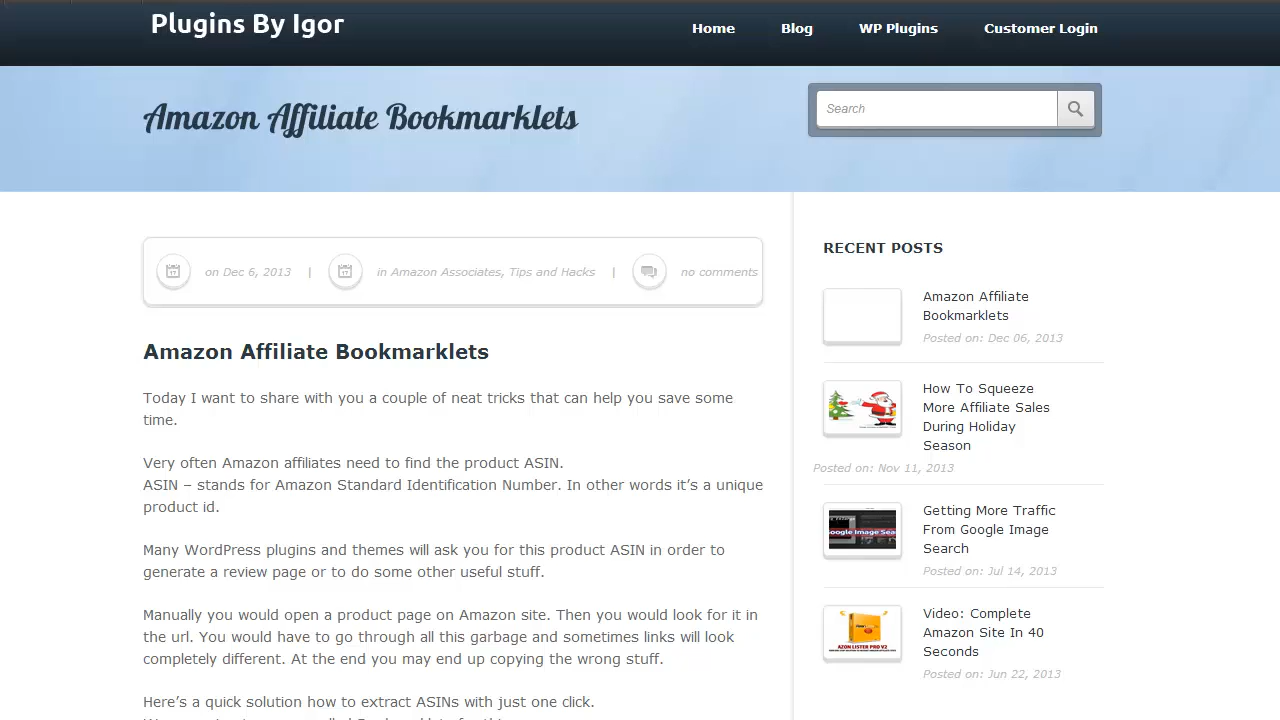 Plugins By Igor
Home
Blog
WP Plugins
Customer Login
Amazon Affiliate Bookmarklets
Search
on Dec 6, 2013 | in Amazon Associates, Tips and Hacks | no comments
Amazon Affiliate Bookmarklets
Today I want to share with you a couple of neat tricks that can help you save some
time.
Very often Amazon affiliates need to find the product ASIN.
ASIN – stands for Amazon Standard Identification Number. In other words it’s a unique
product id.
Many WordPress plugins and themes will ask you for this product ASIN in order to
generate a review page or to do some other useful stuff.
Manually you would open a product page on Amazon site. Then you would look for it in
the url. You would have to go through all this garbage and sometimes links will look
completely different. At the end you may end up copying the wrong stuff.
Here’s a quick solution how to extract ASINs with just one click.
RECENT POSTS
Amazon Affiliate
Bookmarklets
Posted on: Dec 06, 2013
How To Squeeze
More Affiliate Sales
During Holiday
Season
Posted on: Nov 11, 2013
Google Image Sea
Getting More Traffic
From Google Image
Search
Posted on: Jul 14, 2013
AZON LISTER PRO V2
Video: Complete
Amazon Site In 40
Seconds
Posted on: Jun 22, 2013